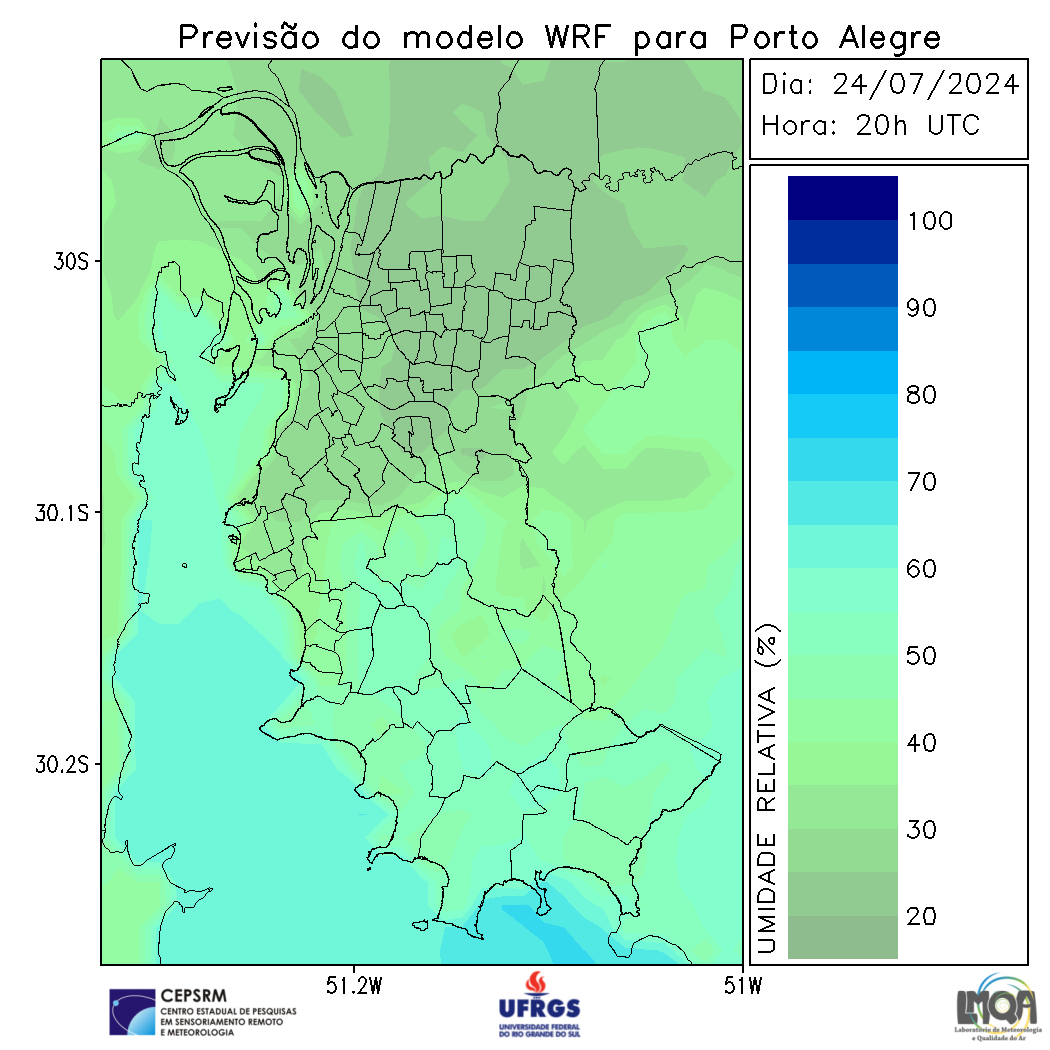 Previsão do modelo WRF para Porto Alegre
Dia: 24/07/2024
Hora: 20h UTC
30S
30.1S
30.2S
51.2W
51W
100
90
80
70
60
50
40
30
20
UMIDADE RELATIVA (%)
CEPSRM
CENTRO ESTADUAL DE PESQUISAS
EM SENSORIAMENTO REMOTO
E METEOROLOGIA
UFRGS
UNIVERSIDADE FEDERAL
DO RIO GRANDE DO SUL
LMQA
Laboratório de Meteorologia
e Qualidade do Ar